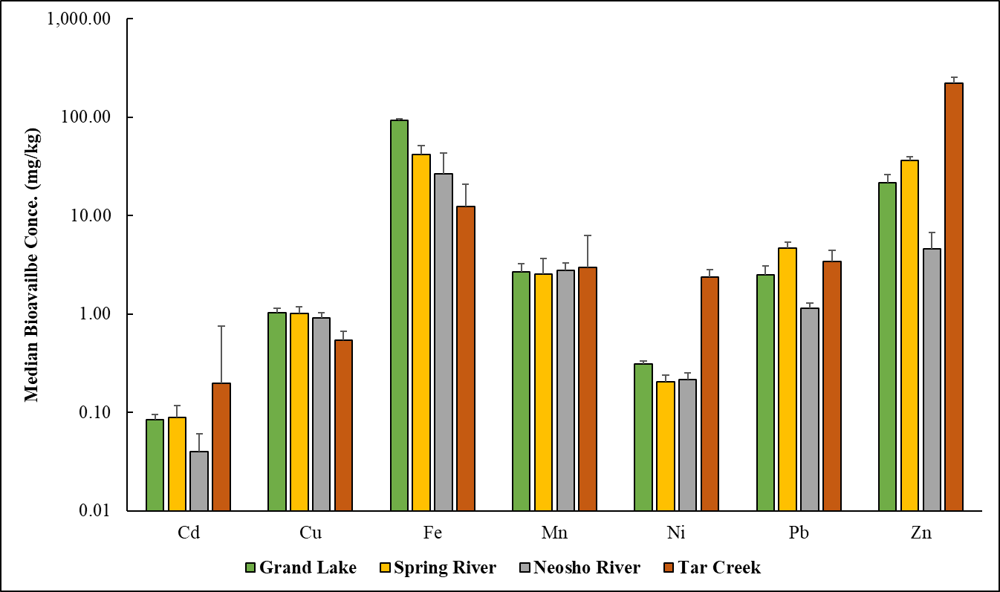 Median Bioavailbe Conce. (mg/kg)
1,000.00
100.00
10.00
1.00
0.10
0.01
Cd Cu Fe Mn Ni Pb Zn
Grand Lake Spring River Neosho River Tar Creek